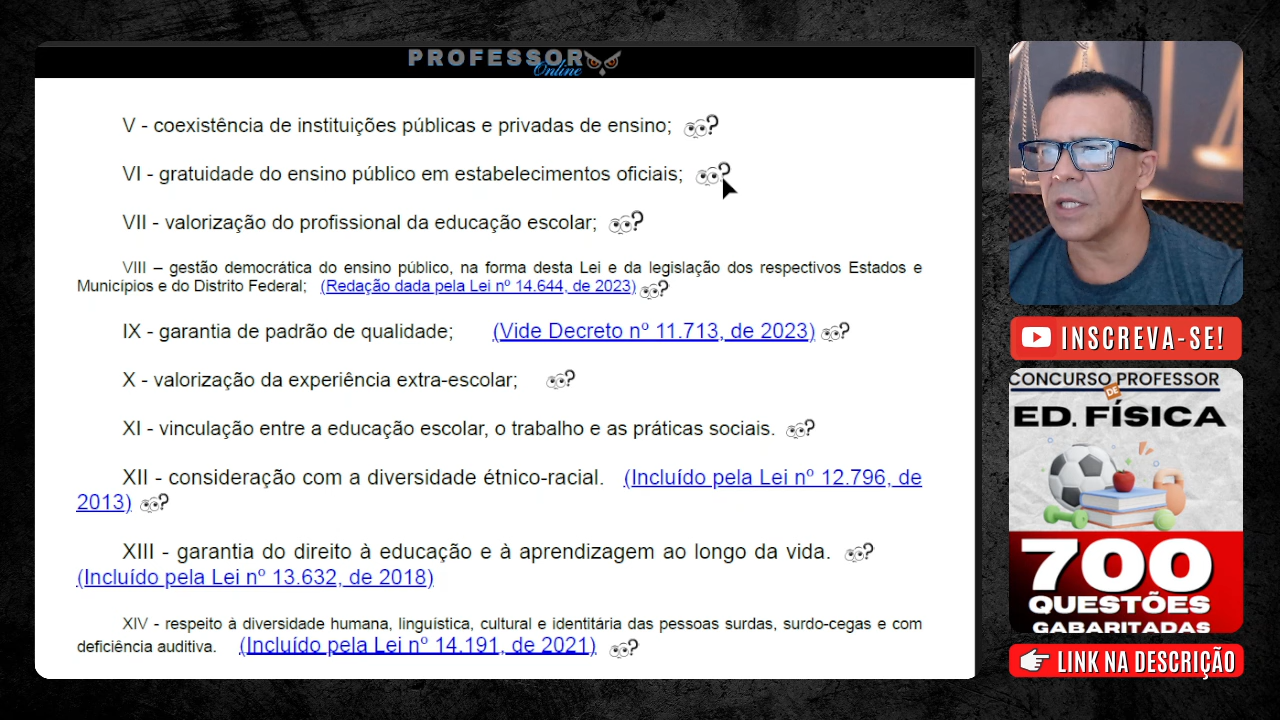 PROFESSOR
Online
V - coexistência de instituições públicas e privadas de ensino;
VI - gratuidade do ensino público em estabelecimentos oficiais;
VII - valorização do profissional da educação escolar;
VIII – gestão democrática do ensino público, na forma desta Lei e da legislação dos respectivos Estados e
Municípios e do Distrito Federal; (Redação dada pela Lei nº 14.644, de 2023)
IX - garantia de padrão de qualidade; (Vide Decreto nº 11.713, de 2023)
X - valorização da experiência extra-escolar;
XI - vinculação entre a educação escolar, o trabalho e as práticas sociais.
XII - consideração com a diversidade étnico-racial. (Incluído pela Lei nº 12.796, de
2013)
XIII - garantia do direito à educação e à aprendizagem ao longo da vida.
(Incluído pela Lei nº 13.632, de 2018)
XIV - respeito à diversidade humana, linguística, cultural e identitária das pessoas surdas, surdo-cegas e com
deficiência auditiva. (Incluído pela Lei nº 14.191, de 2021)
INSCREVA-SE!
CONCURSO PROFESSOR
DE
ED. FÍSICA
700
QUESTÕES
GABARITADAS
LINK NA DESCRIÇÃO